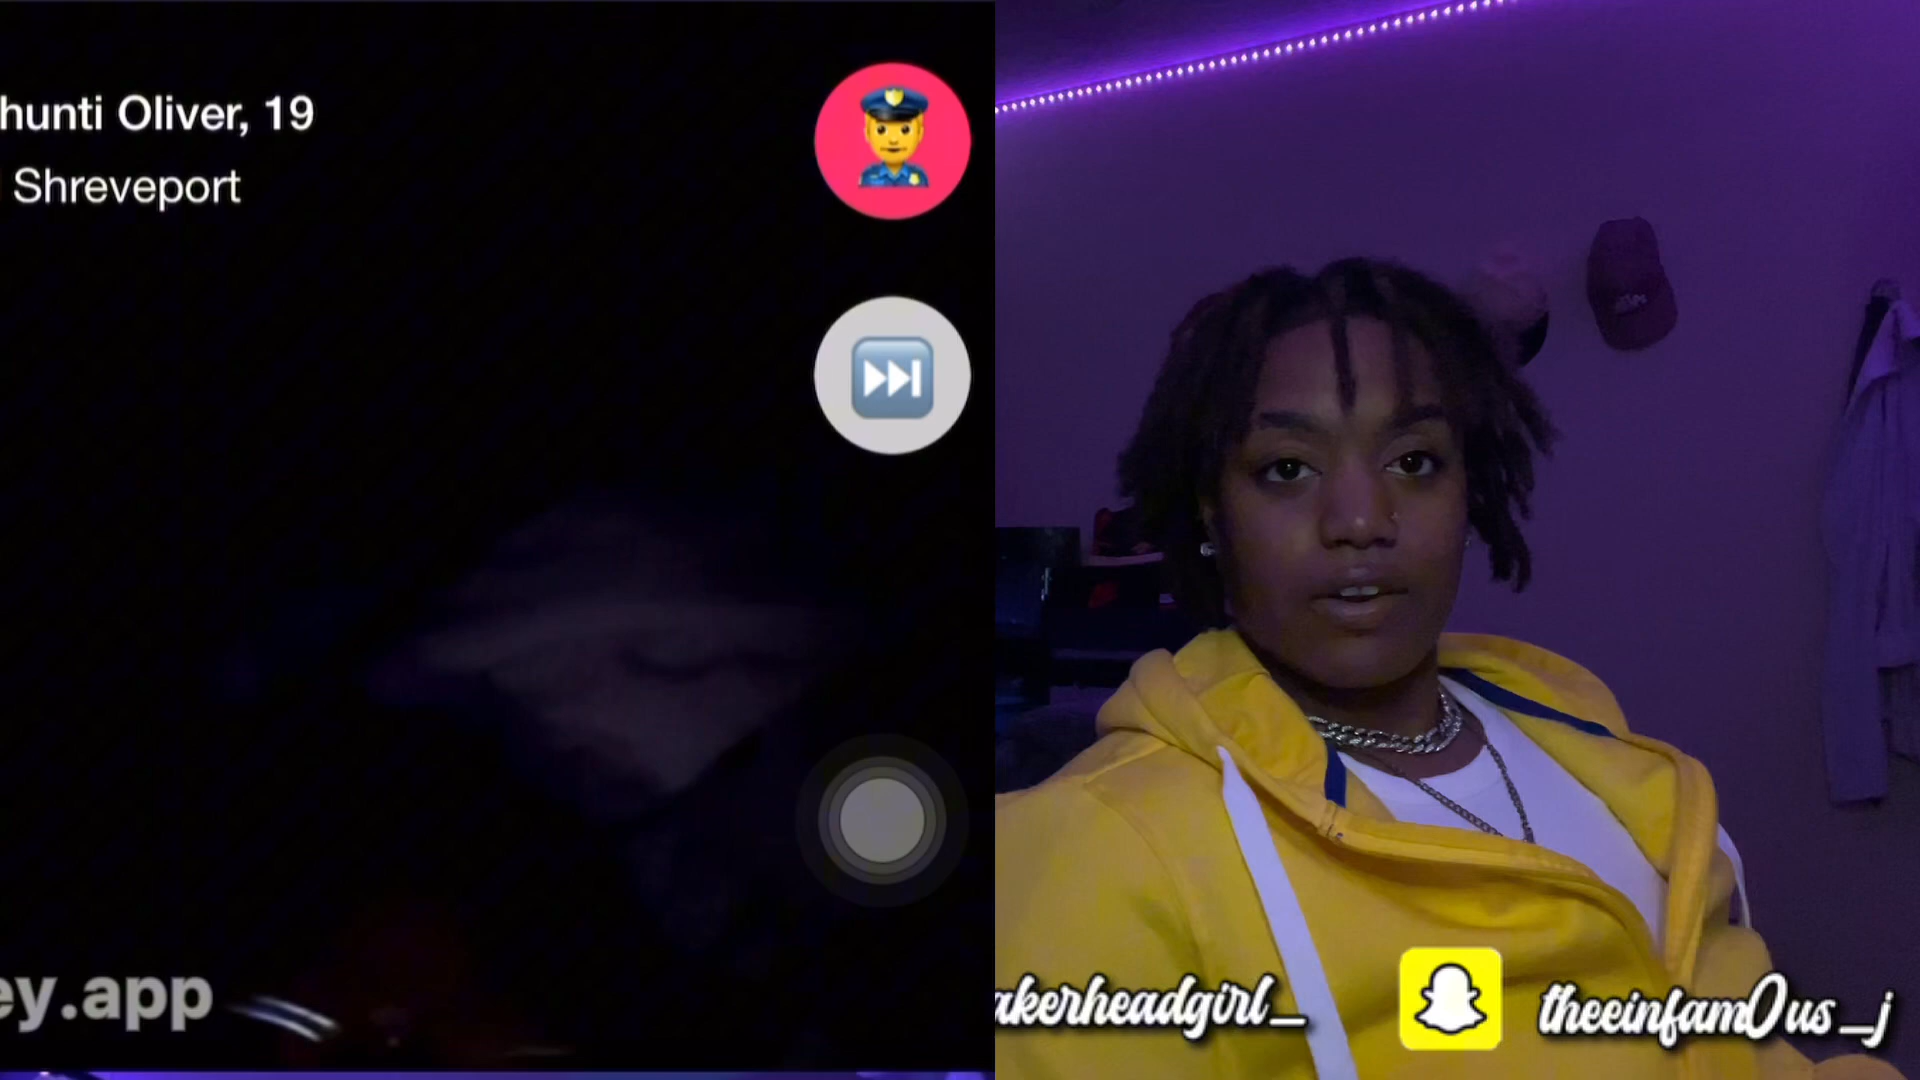 hunti Oliver, 19
Shreveport
ey.app
akerheadgirl_
theeinfam0us_j